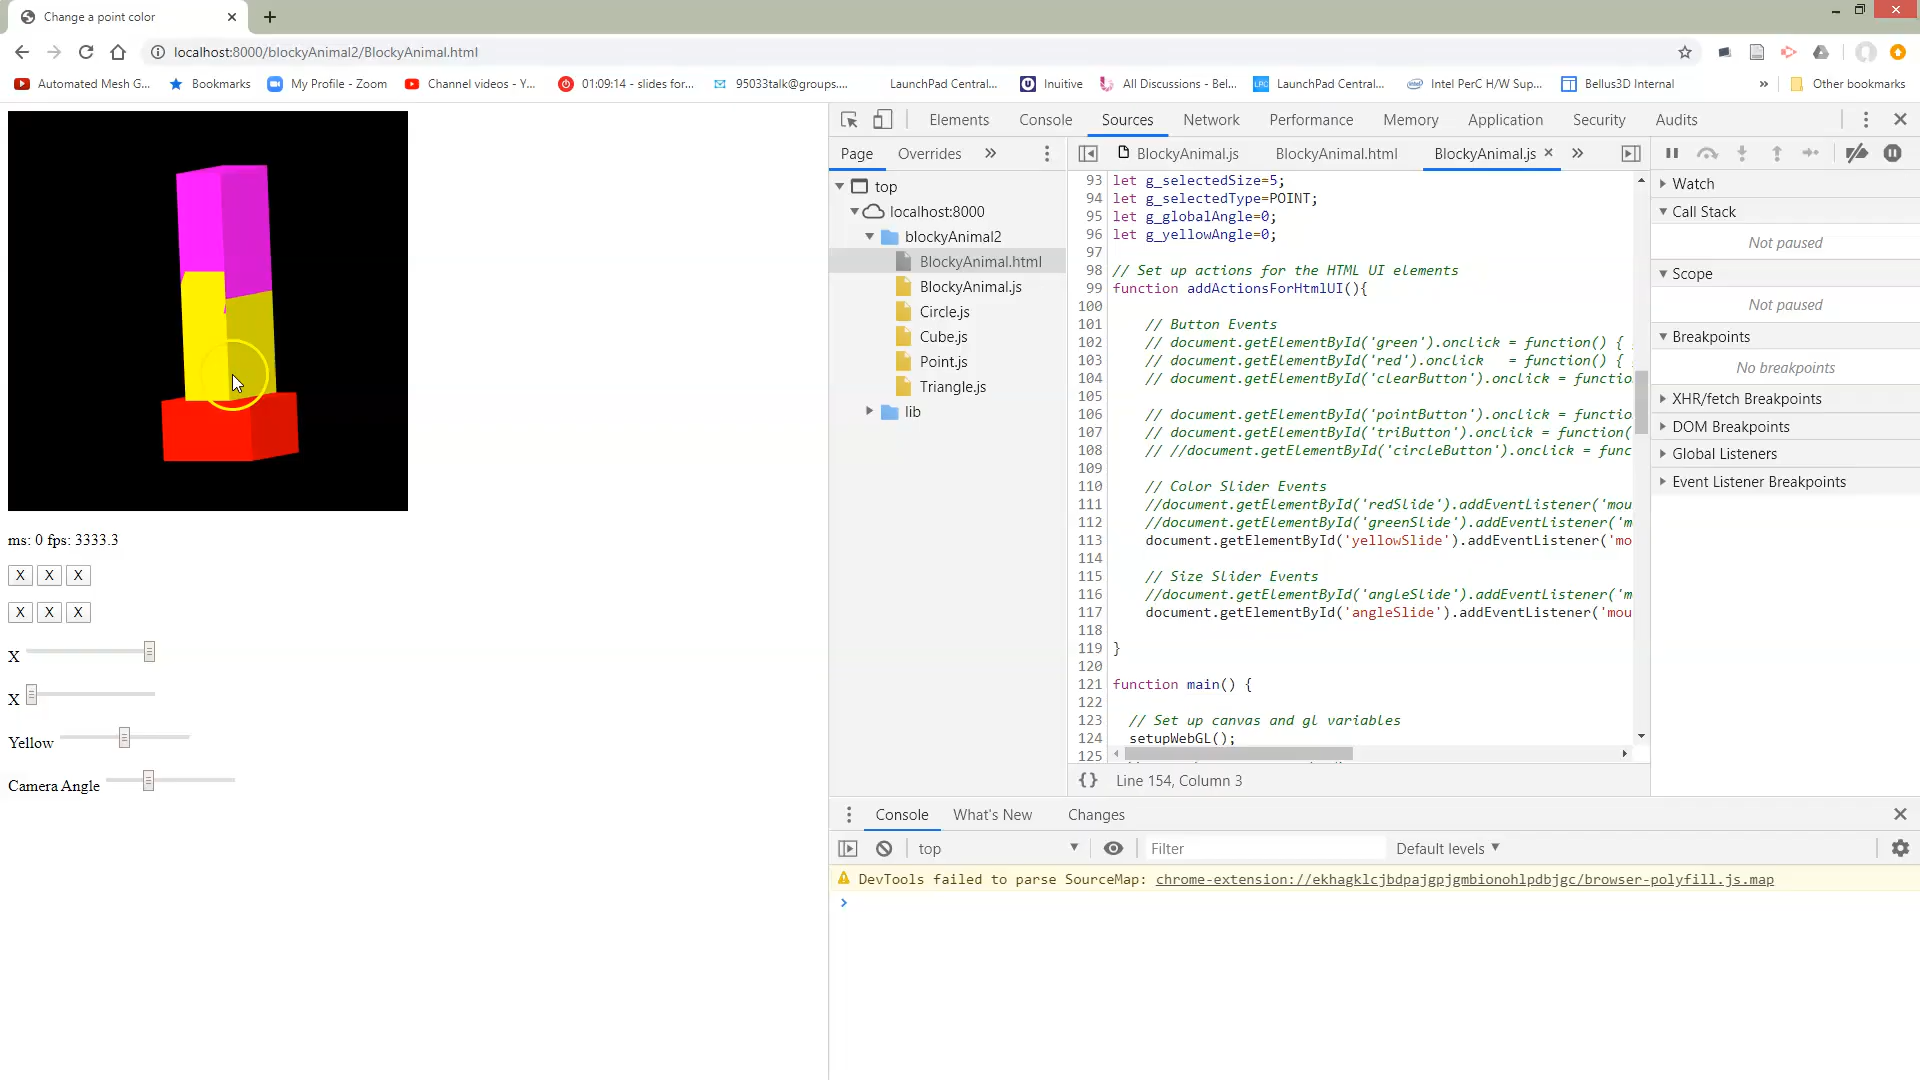 Change a point color
localhost:8000/blockyAnimal2/BlockyAnimal.html
Automated Mesh G...
Bookmarks
My Profile - Zoom
Channel videos - Y...
01:09:14 - slides for...
95033talk@groups....
LaunchPad Central...
Inuitive
All Discussions - Bel...
LaunchPad Central...
Intel PerC H/W Sup...
Bellus3D Internal
»
Other bookmarks
ms: 0 fps: 3333.3
X X X
X X X
X
X
Yellow
Camera Angle
Elements Console Sources Network Performance Memory Application Security Audits
Page Overrides »
top
localhost:8000
blockyAnimal2
BlockyAnimal.html
BlockyAnimal.js
Circle.js
Cube.js
Point.js
Triangle.js
lib
BlockyAnimal.js BlockyAnimal.html BlockyAnimal.js »
93 let g_selectedSize=5;
94 let g_selectedType=POINT;
95 let g_globalAngle=0;
96 let g_yellowAngle=0;
97
98 // Set up actions for the HTML UI elements
99 function addActionsForHtmlUI(){
100
101 // Button Events
102 // document.getElementById('green').onclick = function() {
103 // document.getElementById('red').onclick = function() {
104 // document.getElementById('clearButton').onclick = functio
105
106 // document.getElementById('pointButton').onclick = functio
107 // document.getElementById('triButton').onclick = function(
108 // //document.getElementById('circleButton').onclick = func
109
110 // Color Slider Events
111 //document.getElementById('redSlide').addEventListener('mou
112 //document.getElementById('greenSlide').addEventListener('m
113 document.getElementById('yellowSlide').addEventListener('mo
114
115 // Size Slider Events
116 //document.getElementById('angleSlide').addEventListener('m
117 document.getElementById('angleSlide').addEventListener('mou
118
119 }
120
121 function main() {
122
123 // Set up canvas and gl variables
124 setupWebGL();
125
{} Line 154, Column 3
Watch
Call Stack
Not paused
Scope
Not paused
Breakpoints
No breakpoints
XHR/fetch Breakpoints
DOM Breakpoints
Global Listeners
Event Listener Breakpoints
Console What's New Changes
top Filter Default levels
DevTools failed to parse SourceMap: chrome-extension://ekhagklcjbdpajgpjgmbionohlpdbjgc/browser-polyfill.js.map